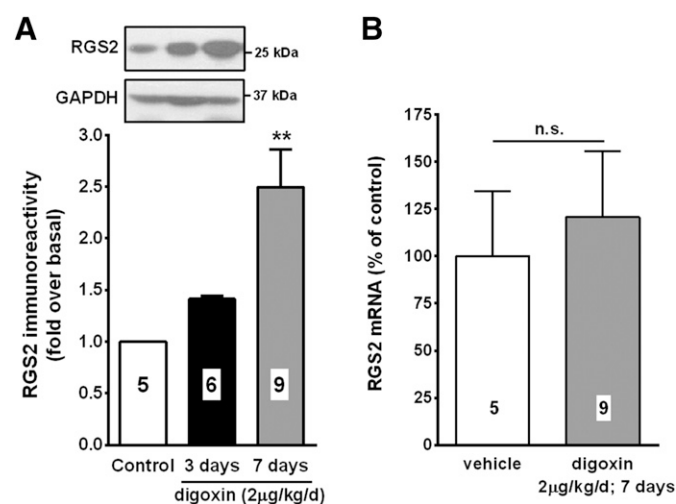 A
RGS2
25 kDa
GAPDH
37 kDa
RGS2 immunoreactivity
(fold over basal)
3.0
2.5
2.0
1.5
1.0
0.5
0.0
**
5
6
9
Control
3 days
7 days
digoxin (2μg/kg/d)
B
RGS2 mRNA (% of control)
175
150
125
100
75
50
25
0
n.s.
5
9
vehicle
digoxin
2μg/kg/d; 7 days